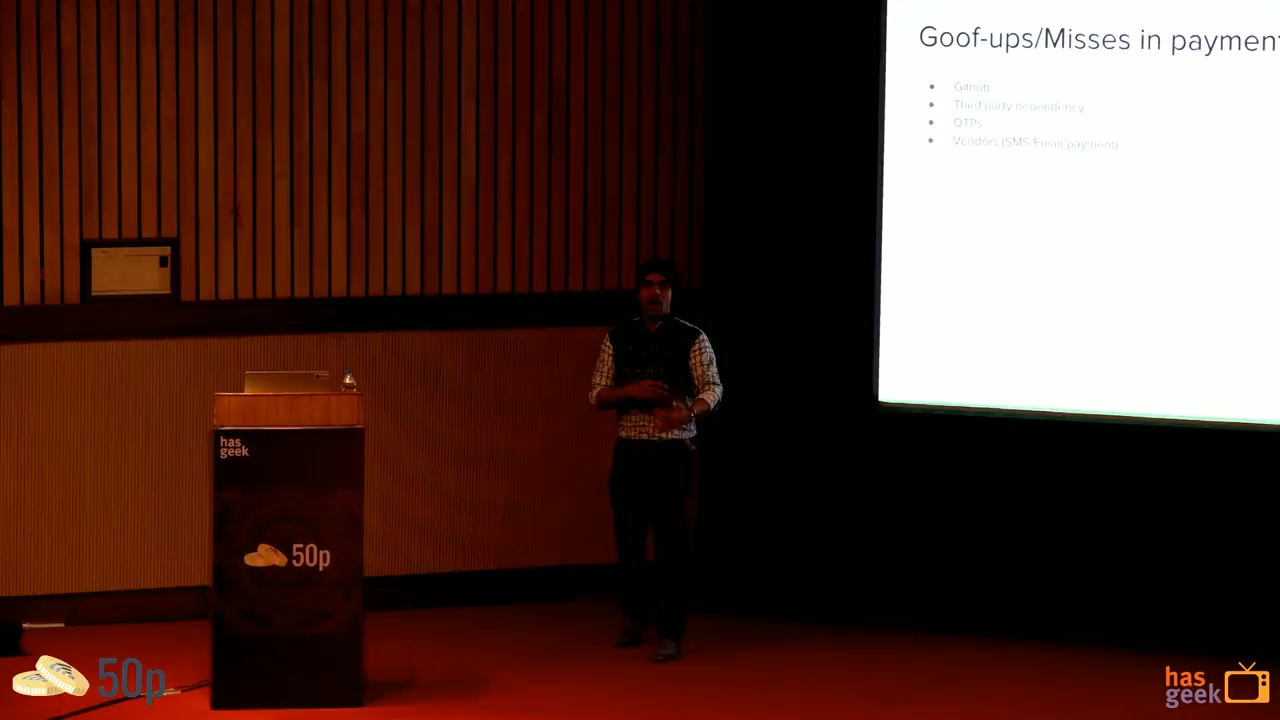 Goof-ups/Misses in payment
Github
Third party dependency
OTPs
Vendors (SMS/Email/payment)
has
geek
50p
50p
has
geek